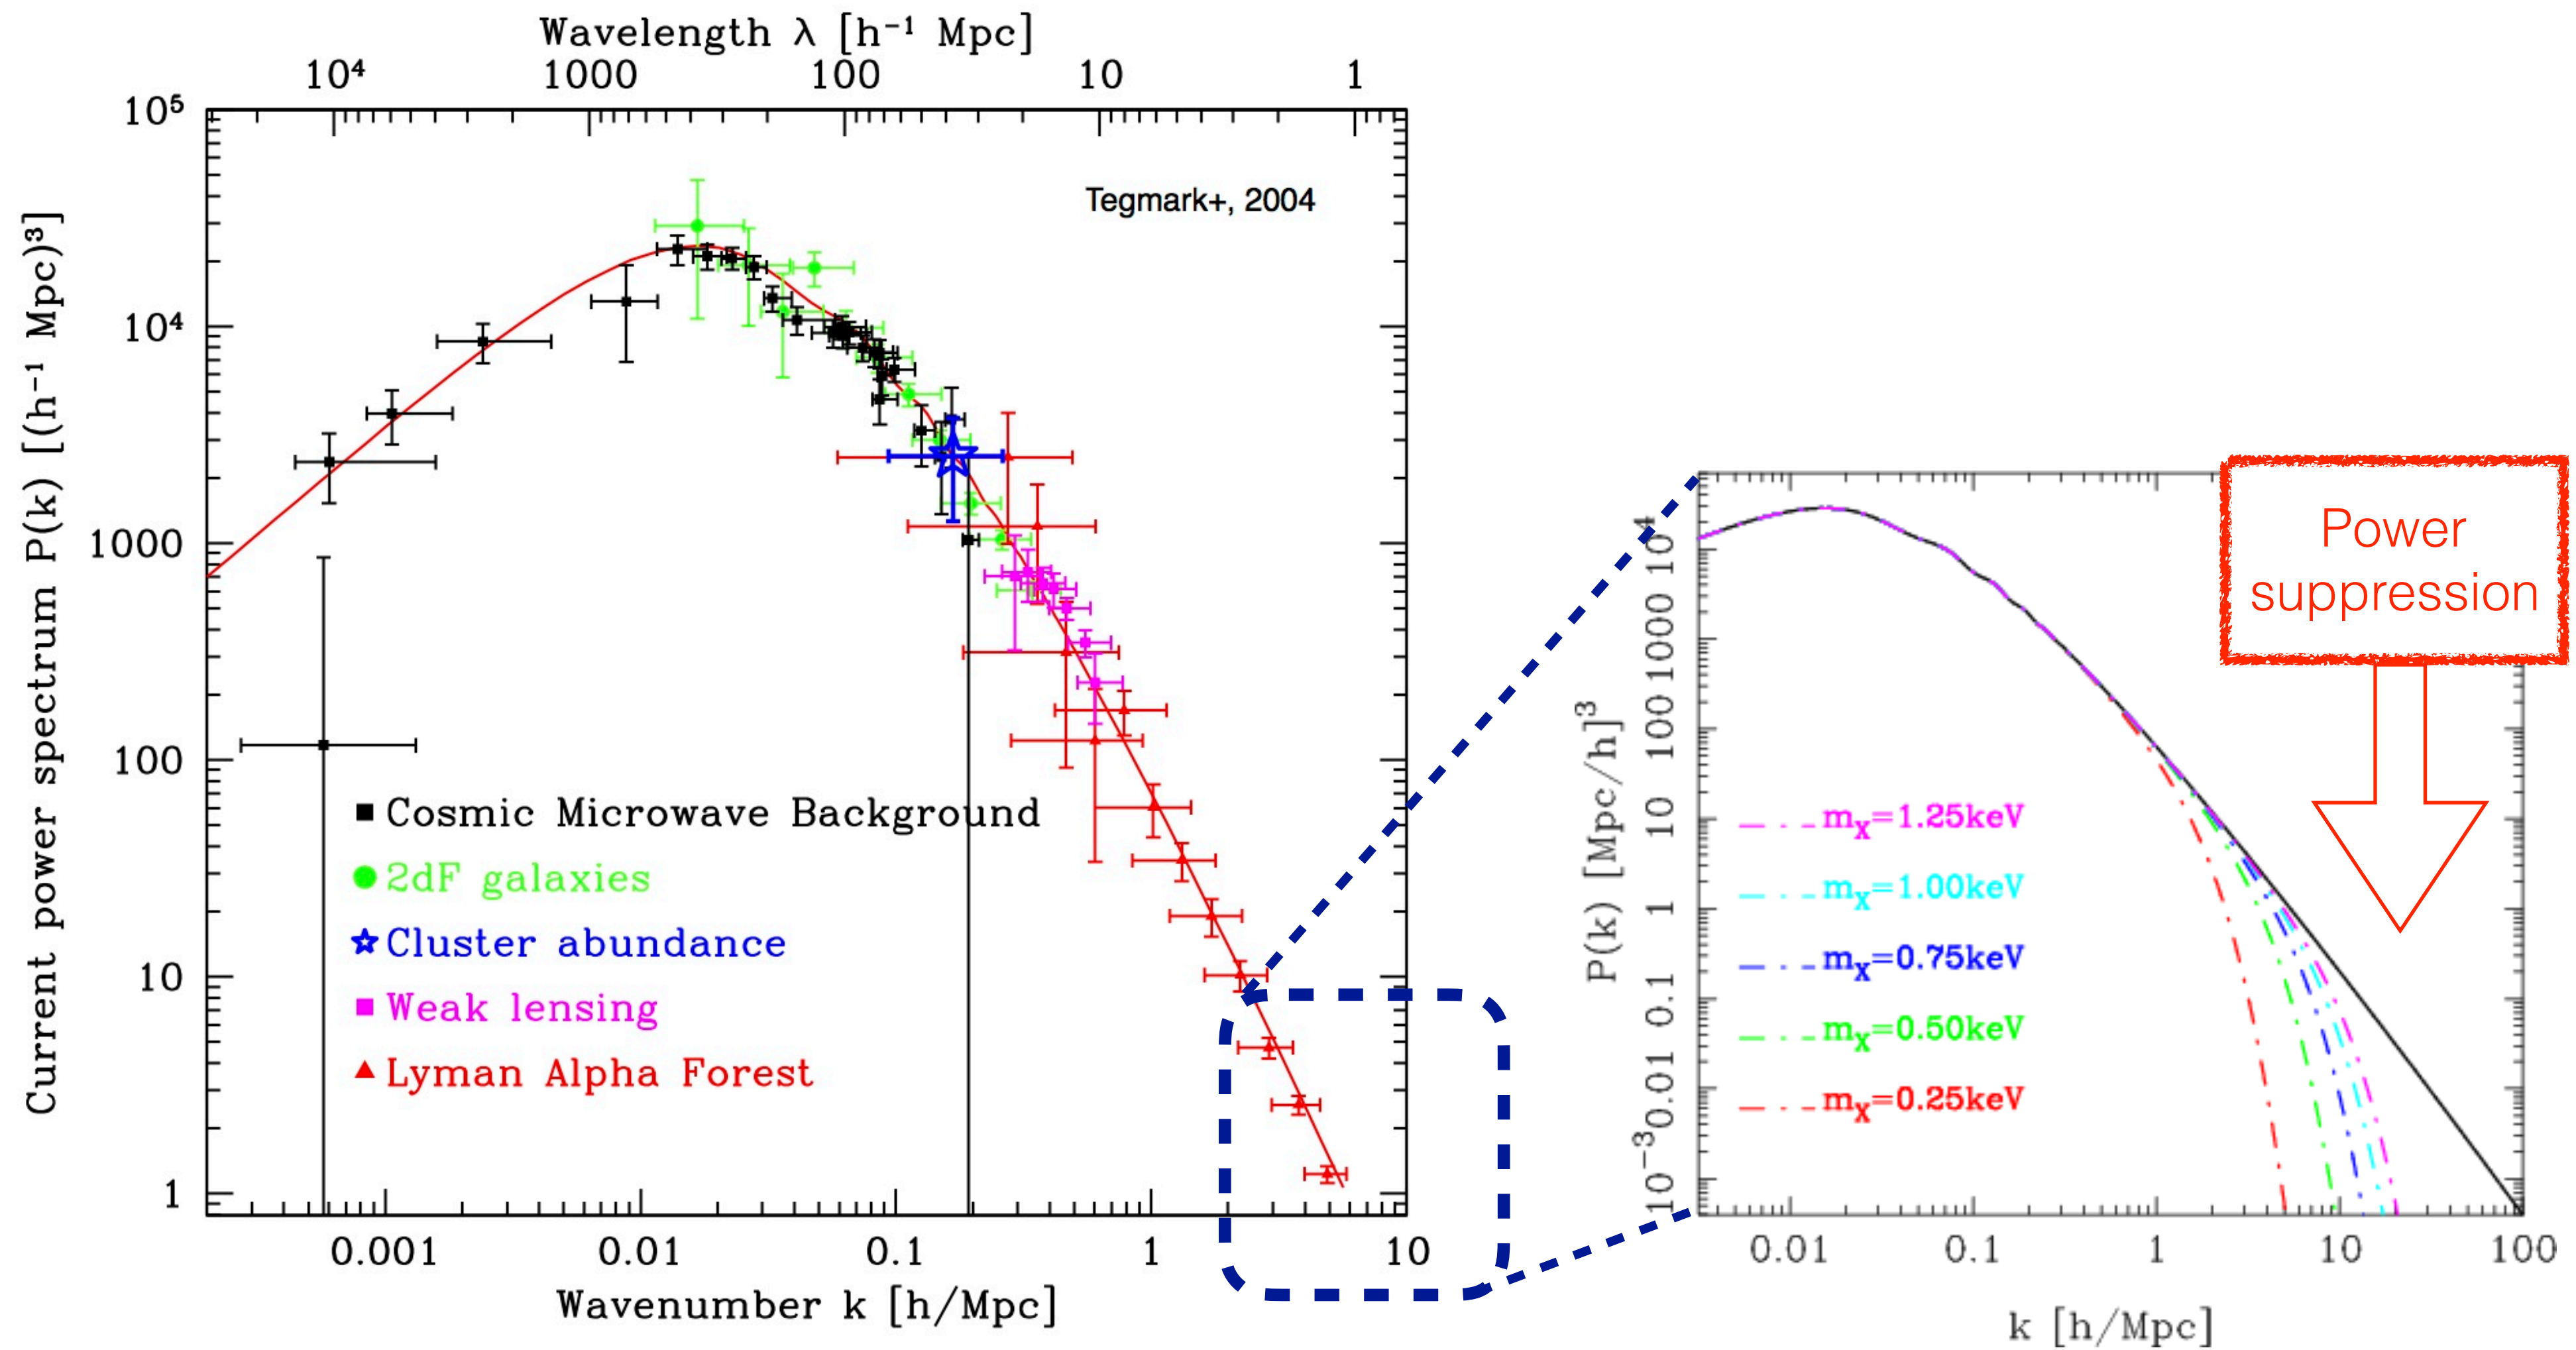 Wavelength λ [h⁻¹ Mpc]
10⁴ 1000 100 10 1
10⁵
10⁴
1000
100
10
1
Current power spectrum P(k) [(h⁻¹ Mpc)³]
Tegmark+, 2004
Cosmic Microwave Background
2dF galaxies
Cluster abundance
Weak lensing
Lyman Alpha Forest
0.001 0.01 0.1 1 10
Wavenumber k [h/Mpc]
Power
suppression
P(k) [Mpc/h]³
10⁴
1000
100
10
1
0.1
0.01
10⁻³
mχ=1.25keV
mχ=1.00keV
mχ=0.75keV
mχ=0.50keV
mχ=0.25keV
0.01 0.1 1 10 100
k [h/Mpc]